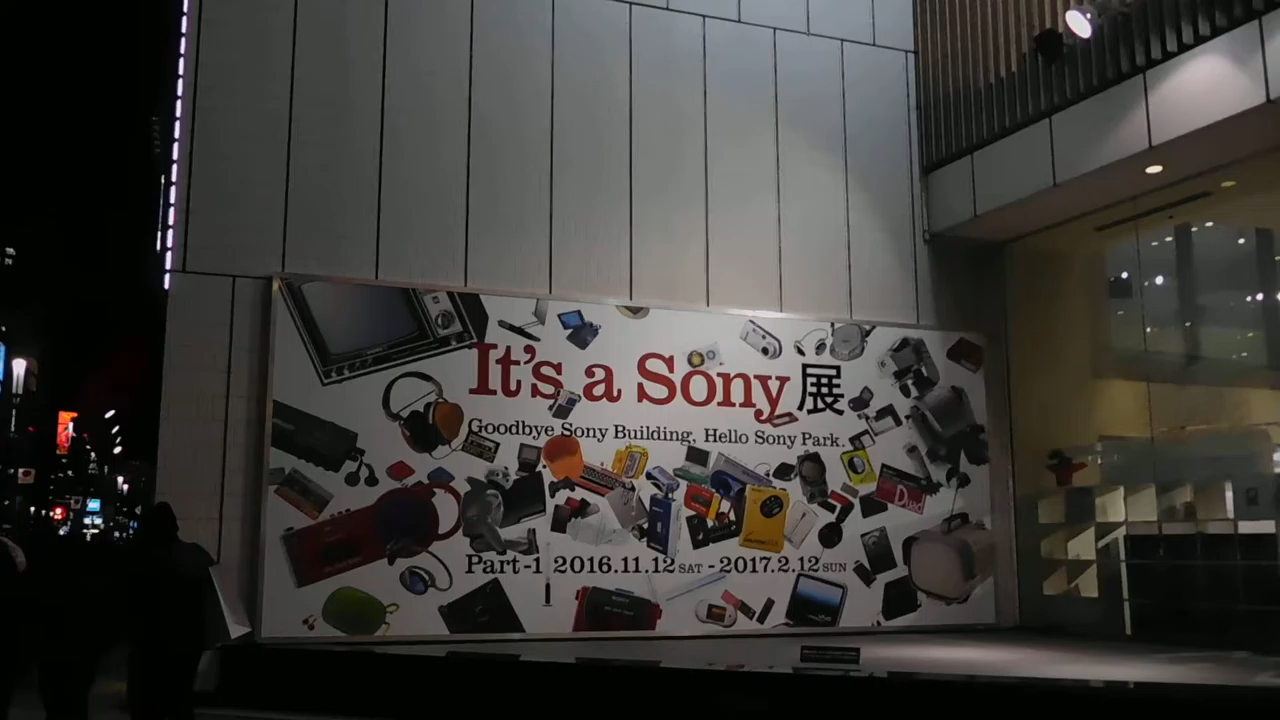 It's a Sony展
Goodbye Sony Building, Hello Sony Park.
Part-1 2016.11.12 SAT - 2017.2.12 SUN